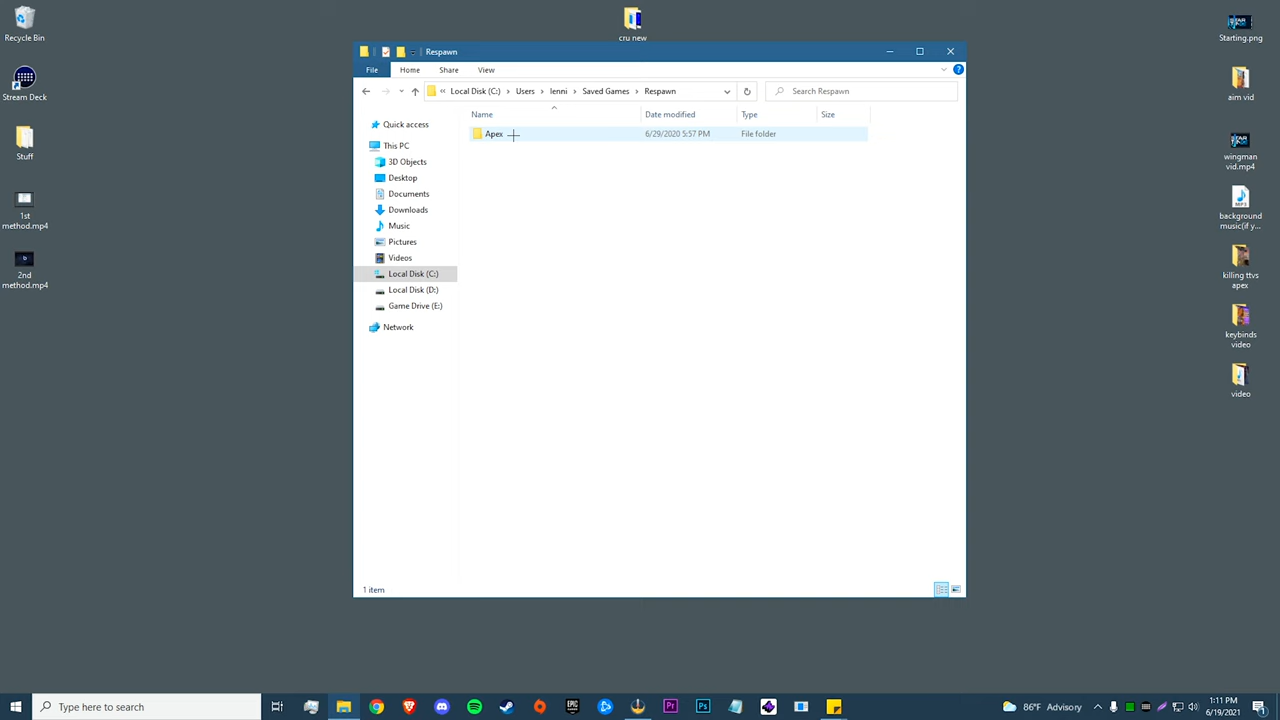 Recycle Bin
Stream Deck
Stuff
1st
method.mp4
2nd
method.mp4
cru new
Respawn
File
Home
Share
View
Local Disk (C:)
Users
lenni
Saved Games
Respawn
Search Respawn
Name
Date modified
Type
Size
Apex
6/29/2020 5:57 PM
File folder
Quick access
This PC
3D Objects
Desktop
Documents
Downloads
Music
Pictures
Videos
Local Disk (C:)
Local Disk (D:)
Game Drive (E:)
Network
1 item
Starting.png
aim vid
wingman
vid.mp4
background
music(if y...
killing ttvs
apex
keybinds
video
video
Type here to search
EPIC
Pr
Ps
86°F Advisory
1:11 PM
6/19/2021